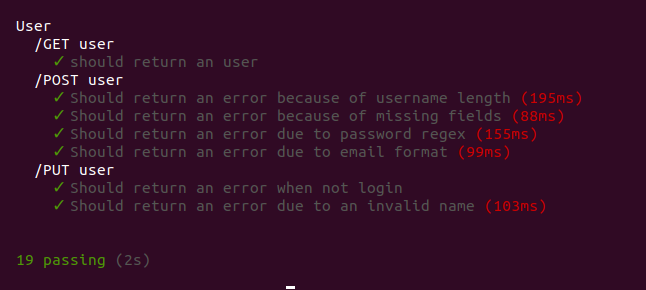 User
/GET user
✓ should return an user
/POST user
✓ Should return an error because of username length (195ms)
✓ Should return an error because of missing fields (88ms)
✓ Should return an error due to password regex (155ms)
✓ Should return an error due to email format (99ms)
/PUT user
✓ Should return an error when not login
✓ Should return an error due to an invalid name (103ms)
19 passing (2s)